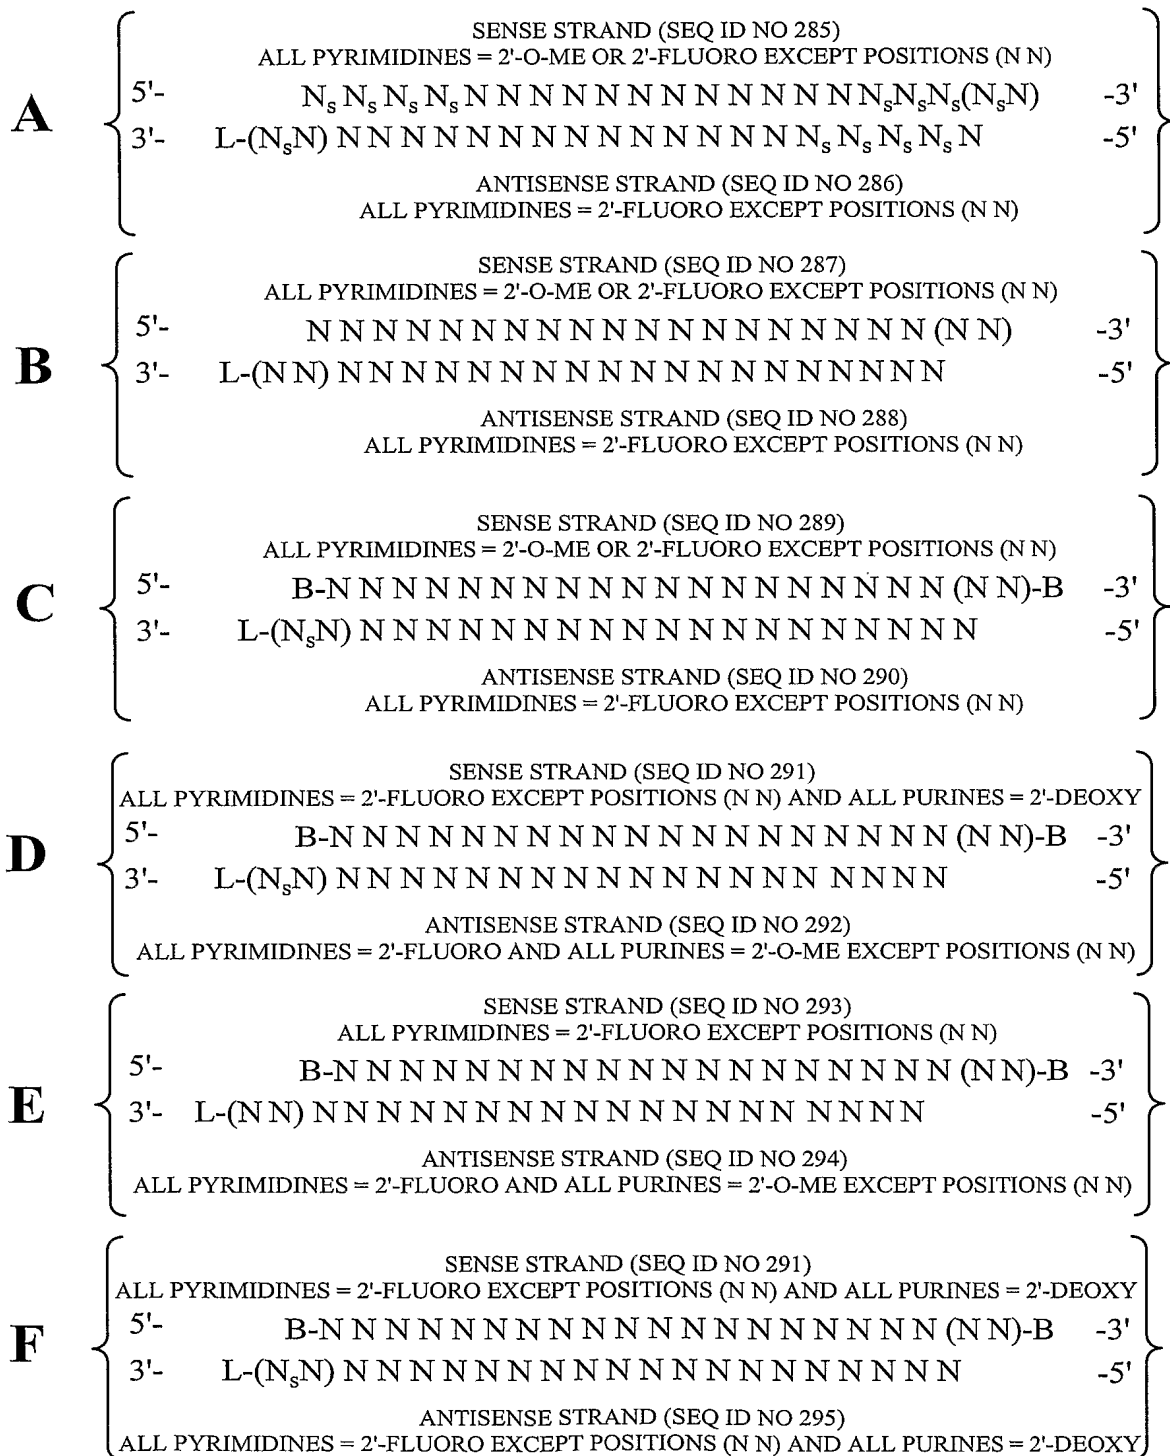 SENSE STRAND (SEQ ID NO 285)
ALL PYRIMIDINES = 2'-O-ME OR 2'-FLUORO EXCEPT POSITIONS (N N)
A
5'- NₛNₛNₛNₛN N N N N N N N N N N N NₛNₛNₛ(NₛN) -3'
3'- L-(NₛN) N N N N N N N N N N N N N N NₛNₛNₛNₛN -5'
ANTISENSE STRAND (SEQ ID NO 286)
ALL PYRIMIDINES = 2'-FLUORO EXCEPT POSITIONS (N N)
SENSE STRAND (SEQ ID NO 287)
ALL PYRIMIDINES = 2'-O-ME OR 2'-FLUORO EXCEPT POSITIONS (N N)
B
5'- N N N N N N N N N N N N N N N N N N N (N N) -3'
3'- L-(N N) N N N N N N N N N N N N N N N N N N N -5'
ANTISENSE STRAND (SEQ ID NO 288)
ALL PYRIMIDINES = 2'-FLUORO EXCEPT POSITIONS (N N)
SENSE STRAND (SEQ ID NO 289)
ALL PYRIMIDINES = 2'-O-ME OR 2'-FLUORO EXCEPT POSITIONS (N N)
C
5'- B-N N N N N N N N N N N N N N N N N N N (N N)-B -3'
3'- L-(NₛN) N N N N N N N N N N N N N N N N N N N -5'
ANTISENSE STRAND (SEQ ID NO 290)
ALL PYRIMIDINES = 2'-FLUORO EXCEPT POSITIONS (N N)
SENSE STRAND (SEQ ID NO 291)
ALL PYRIMIDINES = 2'-FLUORO EXCEPT POSITIONS (N N) AND ALL PURINES = 2'-DEOXY
D
5'- B-N N N N N N N N N N N N N N N N N N N (N N)-B -3'
3'- L-(NₛN) N N N N N N N N N N N N N N N N N N N -5'
ANTISENSE STRAND (SEQ ID NO 292)
ALL PYRIMIDINES = 2'-FLUORO AND ALL PURINES = 2'-O-ME EXCEPT POSITIONS (N N)
SENSE STRAND (SEQ ID NO 293)
ALL PYRIMIDINES = 2'-FLUORO EXCEPT POSITIONS (N N)
E
5'- B-N N N N N N N N N N N N N N N N N N N (N N)-B -3'
3'- L-(N N) N N N N N N N N N N N N N N N N N N N -5'
ANTISENSE STRAND (SEQ ID NO 294)
ALL PYRIMIDINES = 2'-FLUORO AND ALL PURINES = 2'-O-ME EXCEPT POSITIONS (N N)
SENSE STRAND (SEQ ID NO 291)
ALL PYRIMIDINES = 2'-FLUORO EXCEPT POSITIONS (N N) AND ALL PURINES = 2'-DEOXY
F
5'- B-N N N N N N N N N N N N N N N N N N N (N N)-B -3'
3'- L-(NₛN) N N N N N N N N N N N N N N N N N N N -5'
ANTISENSE STRAND (SEQ ID NO 295)
ALL PYRIMIDINES = 2'-FLUORO EXCEPT POSITIONS (N N) AND ALL PURINES = 2'-DEOXY